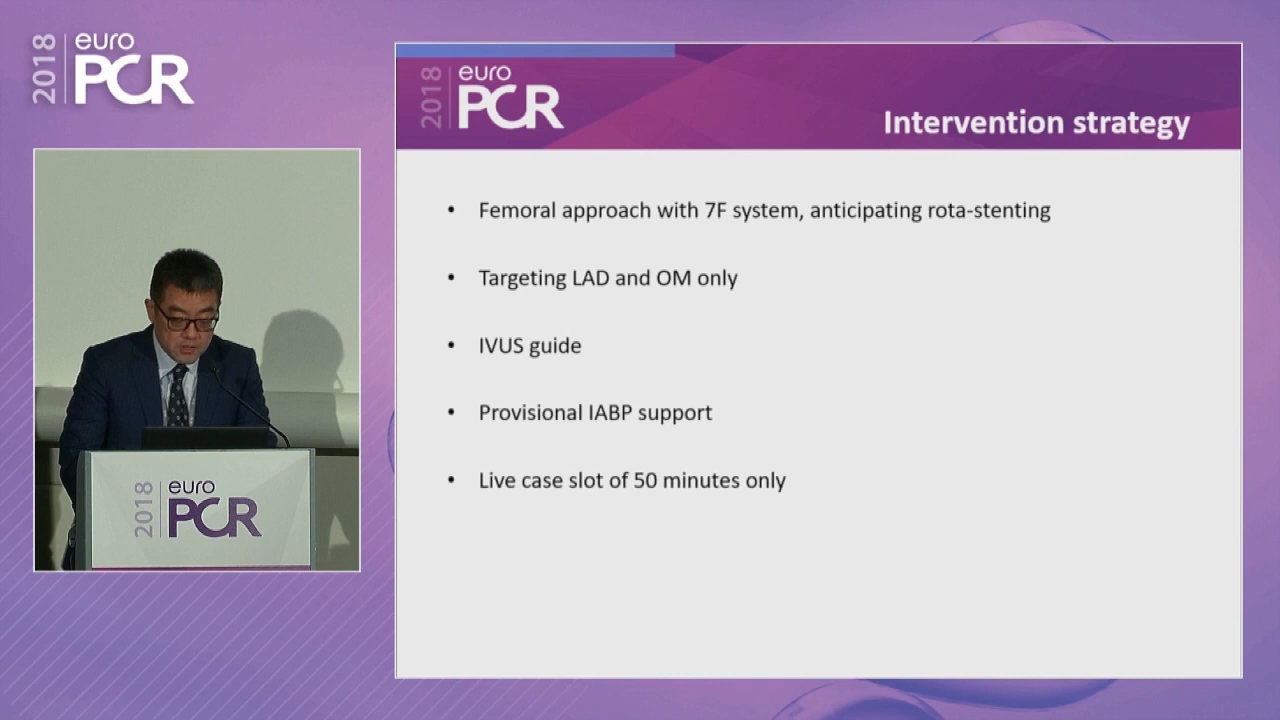 2018 euro PCR
2018 euro PCR
Intervention strategy
• Femoral approach with 7F system, anticipating rota-stenting
• Targeting LAD and OM only
• IVUS guide
• Provisional IABP support
• Live case slot of 50 minutes only
2018 euro PCR